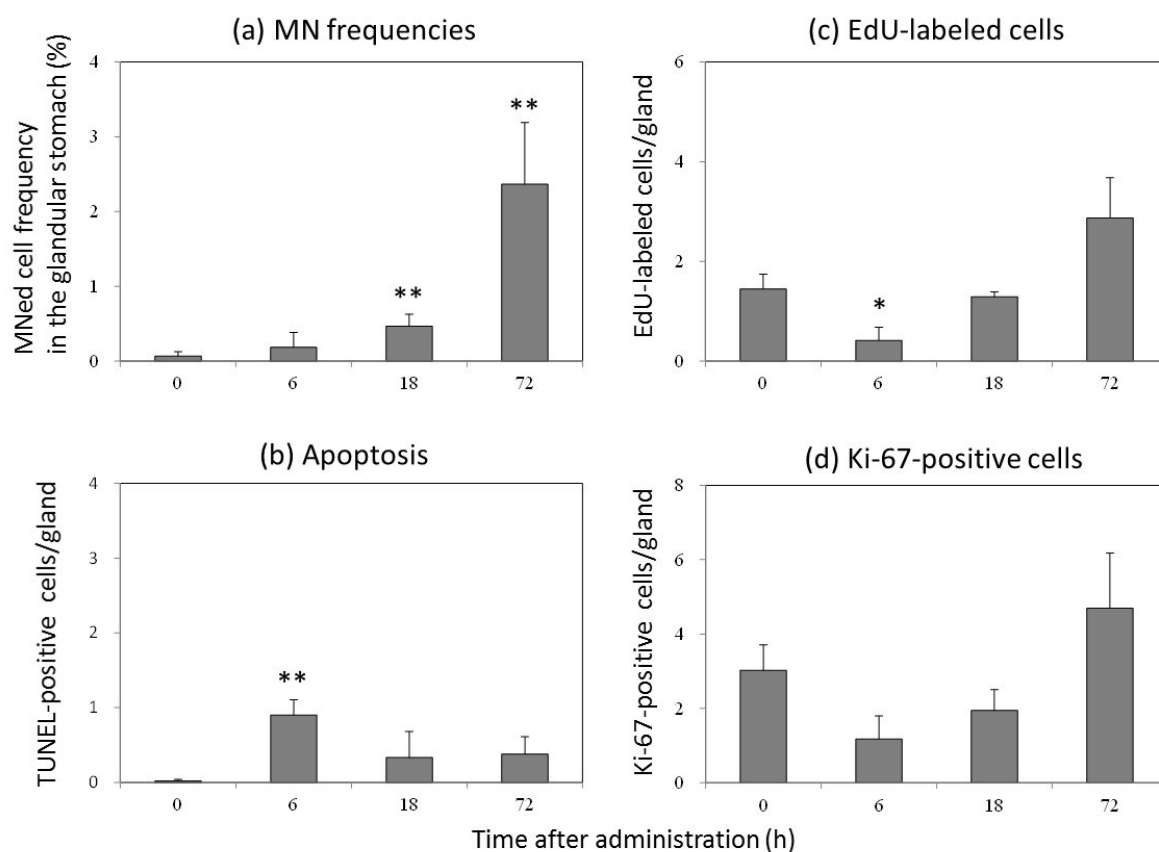 (a) MN frequencies
MNed cell frequency
in the glandular stomach (%)
4
3
2
1
0
**
**
0 6 18 72
(c) EdU-labeled cells
EdU-labeled cells/gland
6
4
2
0
*
0 6 18 72
(b) Apoptosis
TUNEL-positive cells/gland
4
3
2
1
0
**
0 6 18 72
(d) Ki-67-positive cells
Ki-67-positive cells/gland
8
6
4
2
0
0 6 18 72
Time after administration (h)